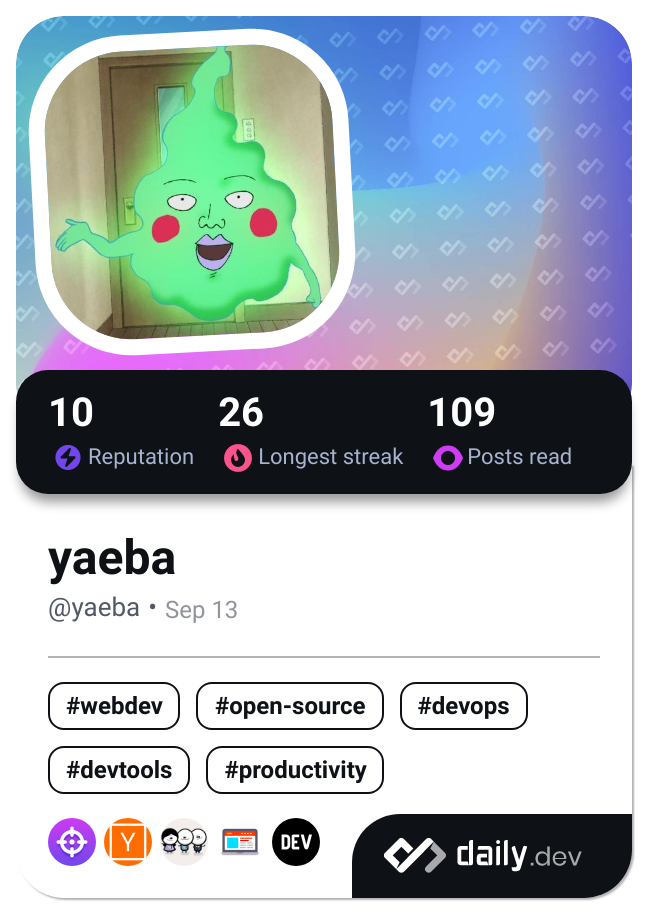 10 26 109
Reputation Longest streak Posts read
yaeba
@yaeba • Sep 13
#webdev #open-source #devops
#devtools #productivity
Y DEV daily.dev